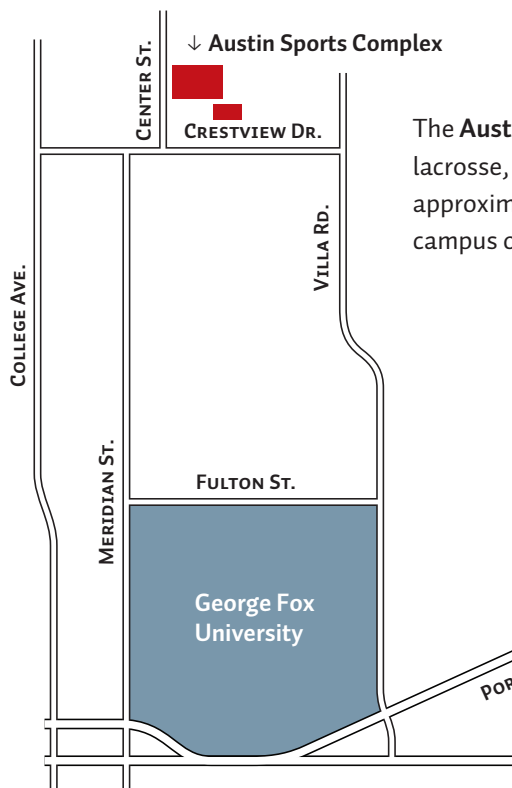 ↓ Austin Sports Complex
CENTER ST.
CRESTVIEW DR.
The Aust
lacrosse,
approxim
campus c
VILLA RD.
COLLEGE AVE.
MERIDIAN ST.
FULTON ST.
George Fox
University
POR